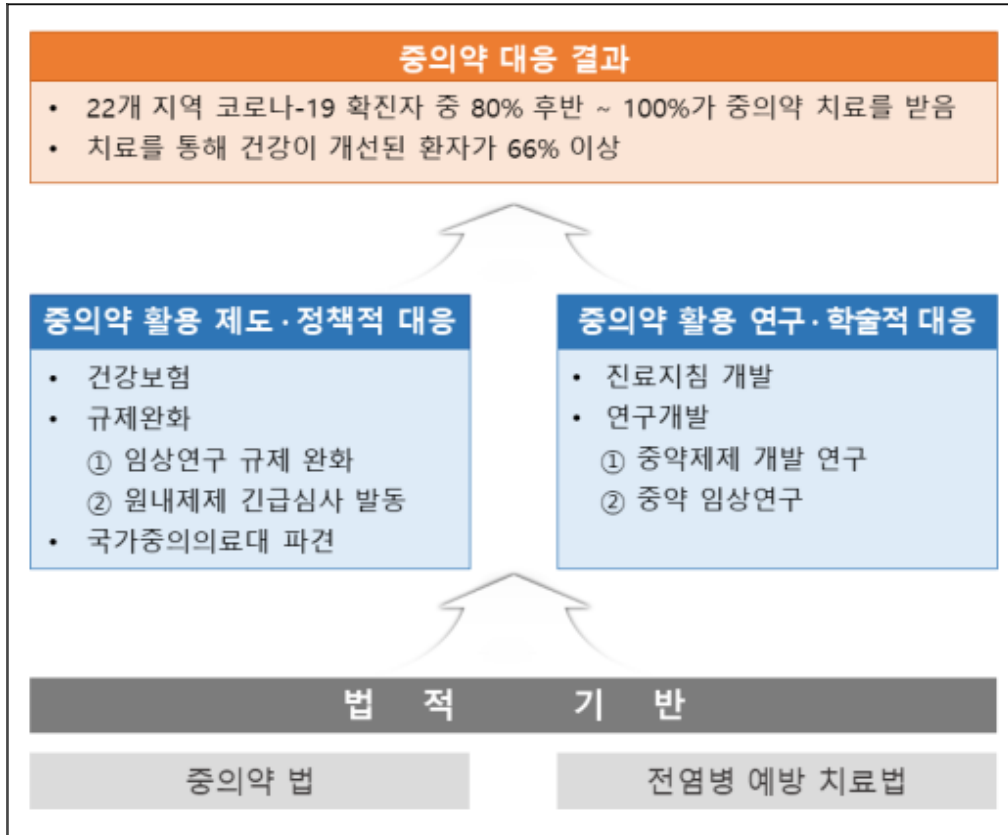 중의약 대응 결과
• 22개 지역 코로나-19 확진자 중 80% 후반 ~ 100%가 중의약 치료를 받음
• 치료를 통해 건강이 개선된 환자가 66% 이상
중의약 활용 제도·정책적 대응
• 건강보험
• 규제완화
① 임상연구 규제 완화
② 원내제제 긴급심사 발동
• 국가중의의료대 파견
중의약 활용 연구·학술적 대응
• 진료지침 개발
• 연구개발
① 중약제제 개발 연구
② 중약 임상연구
법 적 기 반
중의약 법
전염병 예방 치료법